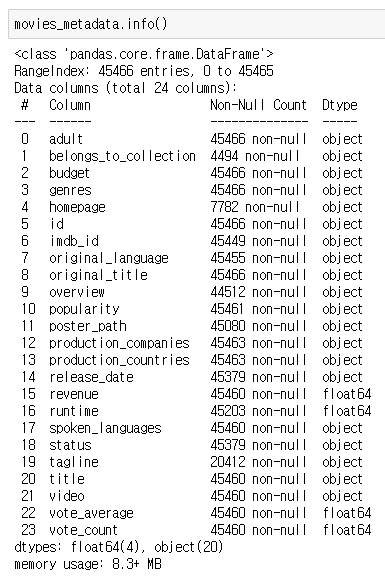 movies_metadata.info()
<class 'pandas.core.frame.DataFrame'>
RangeIndex: 45466 entries, 0 to 45465
Data columns (total 24 columns):
 #   Column                 Non-Null Count  Dtype
---  ------                 --------------  -----
 0   adult                  45466 non-null  object
 1   belongs_to_collection  4494 non-null   object
 2   budget                 45466 non-null  object
 3   genres                 45466 non-null  object
 4   homepage               7782 non-null   object
 5   id                     45466 non-null  object
 6   imdb_id                45449 non-null  object
 7   original_language      45455 non-null  object
 8   original_title         45466 non-null  object
 9   overview               44512 non-null  object
 10  popularity             45461 non-null  object
 11  poster_path            45080 non-null  object
 12  production_companies   45463 non-null  object
 13  production_countries   45463 non-null  object
 14  release_date           45379 non-null  object
 15  revenue                45460 non-null  float64
 16  runtime                45203 non-null  float64
 17  spoken_languages       45460 non-null  object
 18  status                 45379 non-null  object
 19  tagline                20412 non-null  object
 20  title                  45460 non-null  object
 21  video                  45460 non-null  object
 22  vote_average           45460 non-null  float64
 23  vote_count             45460 non-null  float64
dtypes: float64(4), object(20)
memory usage: 8.3+ MB